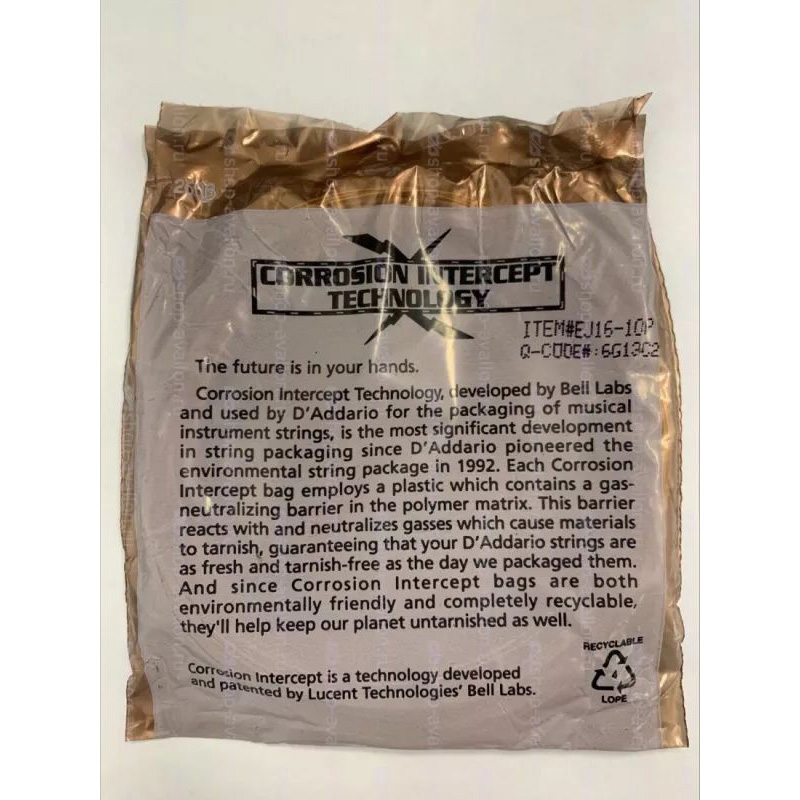 CORROSION INTERCEPT
TECHNOLOGY
ITEM#EJ16-10P
Q-CODE#:6G13C2
The future is in your hands.
Corrosion Intercept Technology, developed by Bell Labs
and used by D'Addario for the packaging of musical
instrument strings, is the most significant development
in string packaging since D'Addario pioneered the
environmental string package in 1992. Each Corrosion
Intercept bag employs a plastic which contains a gas-
neutralizing barrier in the polymer matrix. This barrier
reacts with and neutralizes gasses which cause materials
to tarnish, guaranteeing that your D'Addario strings are
as fresh and tarnish-free as the day we packaged them.
And since Corrosion Intercept bags are both
environmentally friendly and completely recyclable,
they'll help keep our planet untarnished as well.
RECYCLABLE
4
LDPE
Corrosion Intercept is a technology developed
and patented by Lucent Technologies' Bell Labs.